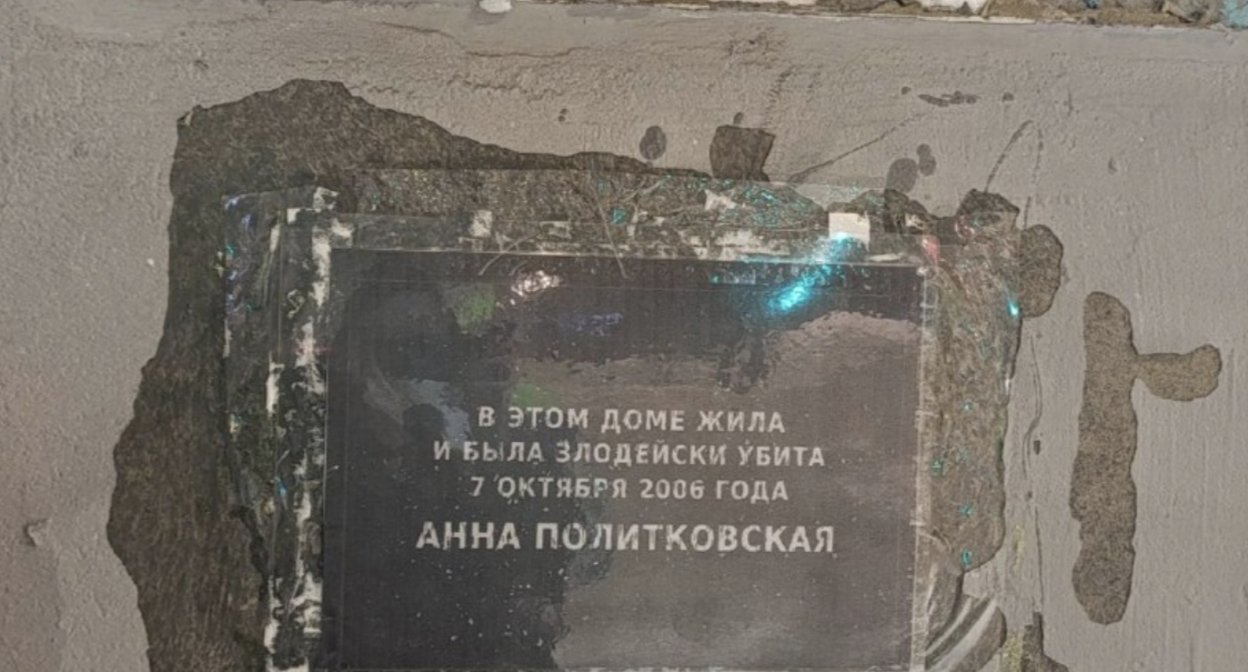 В ЭТОМ ДОМЕ ЖИЛА
И БЫЛА ЗЛОДЕЙСКИ УБИТА
7 ОКТЯБРЯ 2006 ГОДА
АННА ПОЛИТКОВСКАЯ